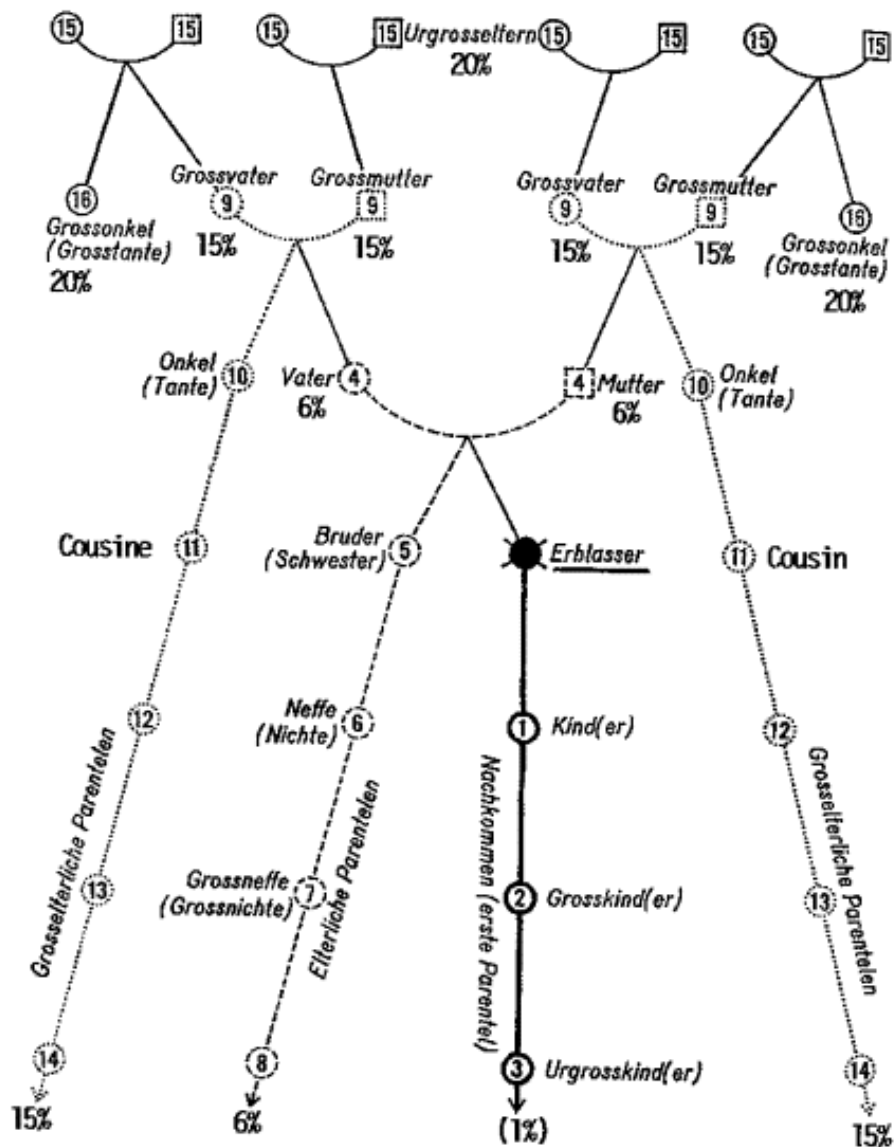 15 15 15 15 Urgrosseltern 15 15 15 15
20%
Grossvater Grossmutter Grossvater Grossmutter
16 9 9 9 9 16
Grossonkel Grossonkel
(Grosstante) 15% 15% 15% 15% (Grosstante)
20% 20%
Onkel Vater 4 4 Mutter Onkel
(Tante) 10 6% 6% 10 (Tante)
Cousine 11 Bruder 5 Erblasser 11 Cousin
(Schwester)
12 Neffe 6 1 Kind(er) 12
(Nichte)
Grosselterliche Parentelen
Elterliche Parentelen
Nachkommen (erste Parentel)
Grosselterliche Parentelen
13 Grossneffe 7 2 Grosskind(er) 13
(Grossnichte)
14 8 3 Urgrosskind(er) 14
15% 6% (1%) 15%